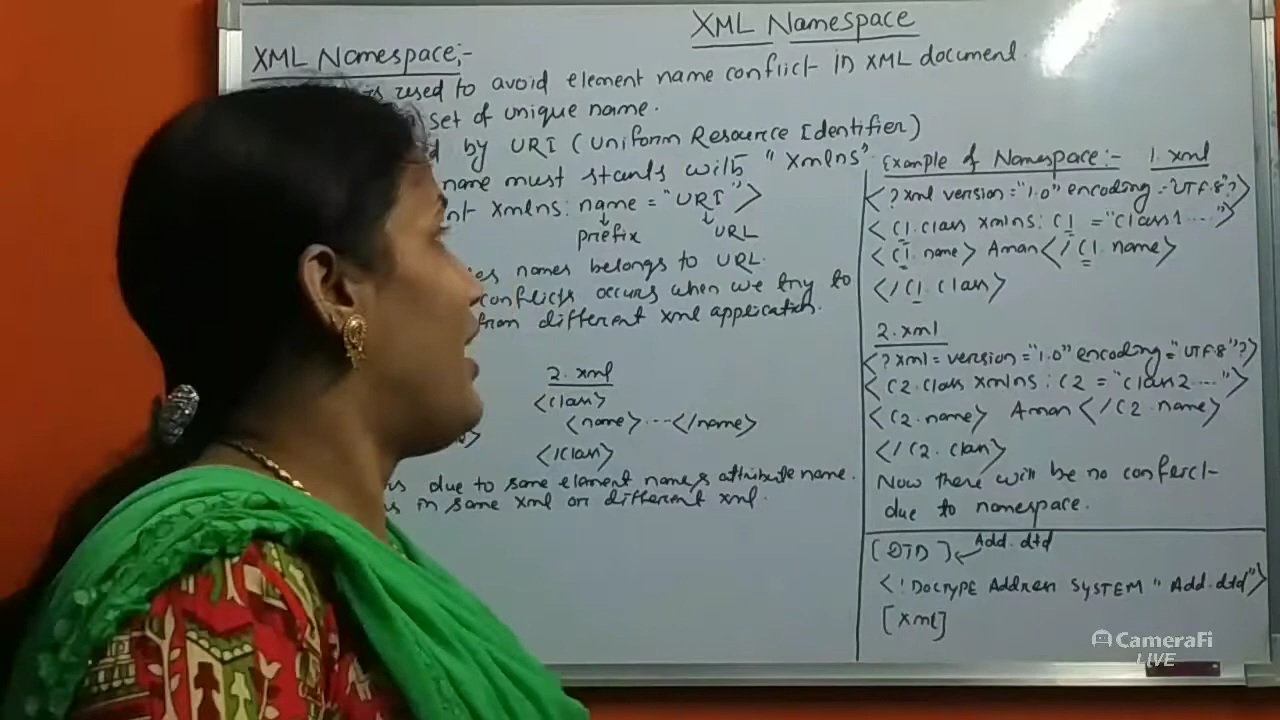 XML Namespace
XML Namespace:-
is used to avoid element name conflict in XML document.
set of unique name.
by URI (Uniform Resource Identifier)
name must starts with "xmlns"
xmlns: name = "URI">
prefix URL
names belongs to URL.
conflicts occurs when we try to
from different xml application.
2. xml
<class>
<name>---</name>
</class>
is due to same element name & attribute name.
is in same xml or different xml.
Example of Namespace:- 1. xml
<?xml version="1.0" encoding="UTF-8"?>
<C1.class xmlns: C1 ="class1....">
<C1.name> Aman</C1.name>
</C1.class>
2. xml
<?xml= version="1.0" encoding="UTF-8"?>
<C2.class xmlns: C2 = "class2....">
<C2.name> Aman </C2.name>
</C2.class>
Now there will be no
due to namespace.
[DTD] Add.dtd
<!DOCTYPE Address SYSTEM "Add.dtd">
[xml]
CameraFi
LIVE